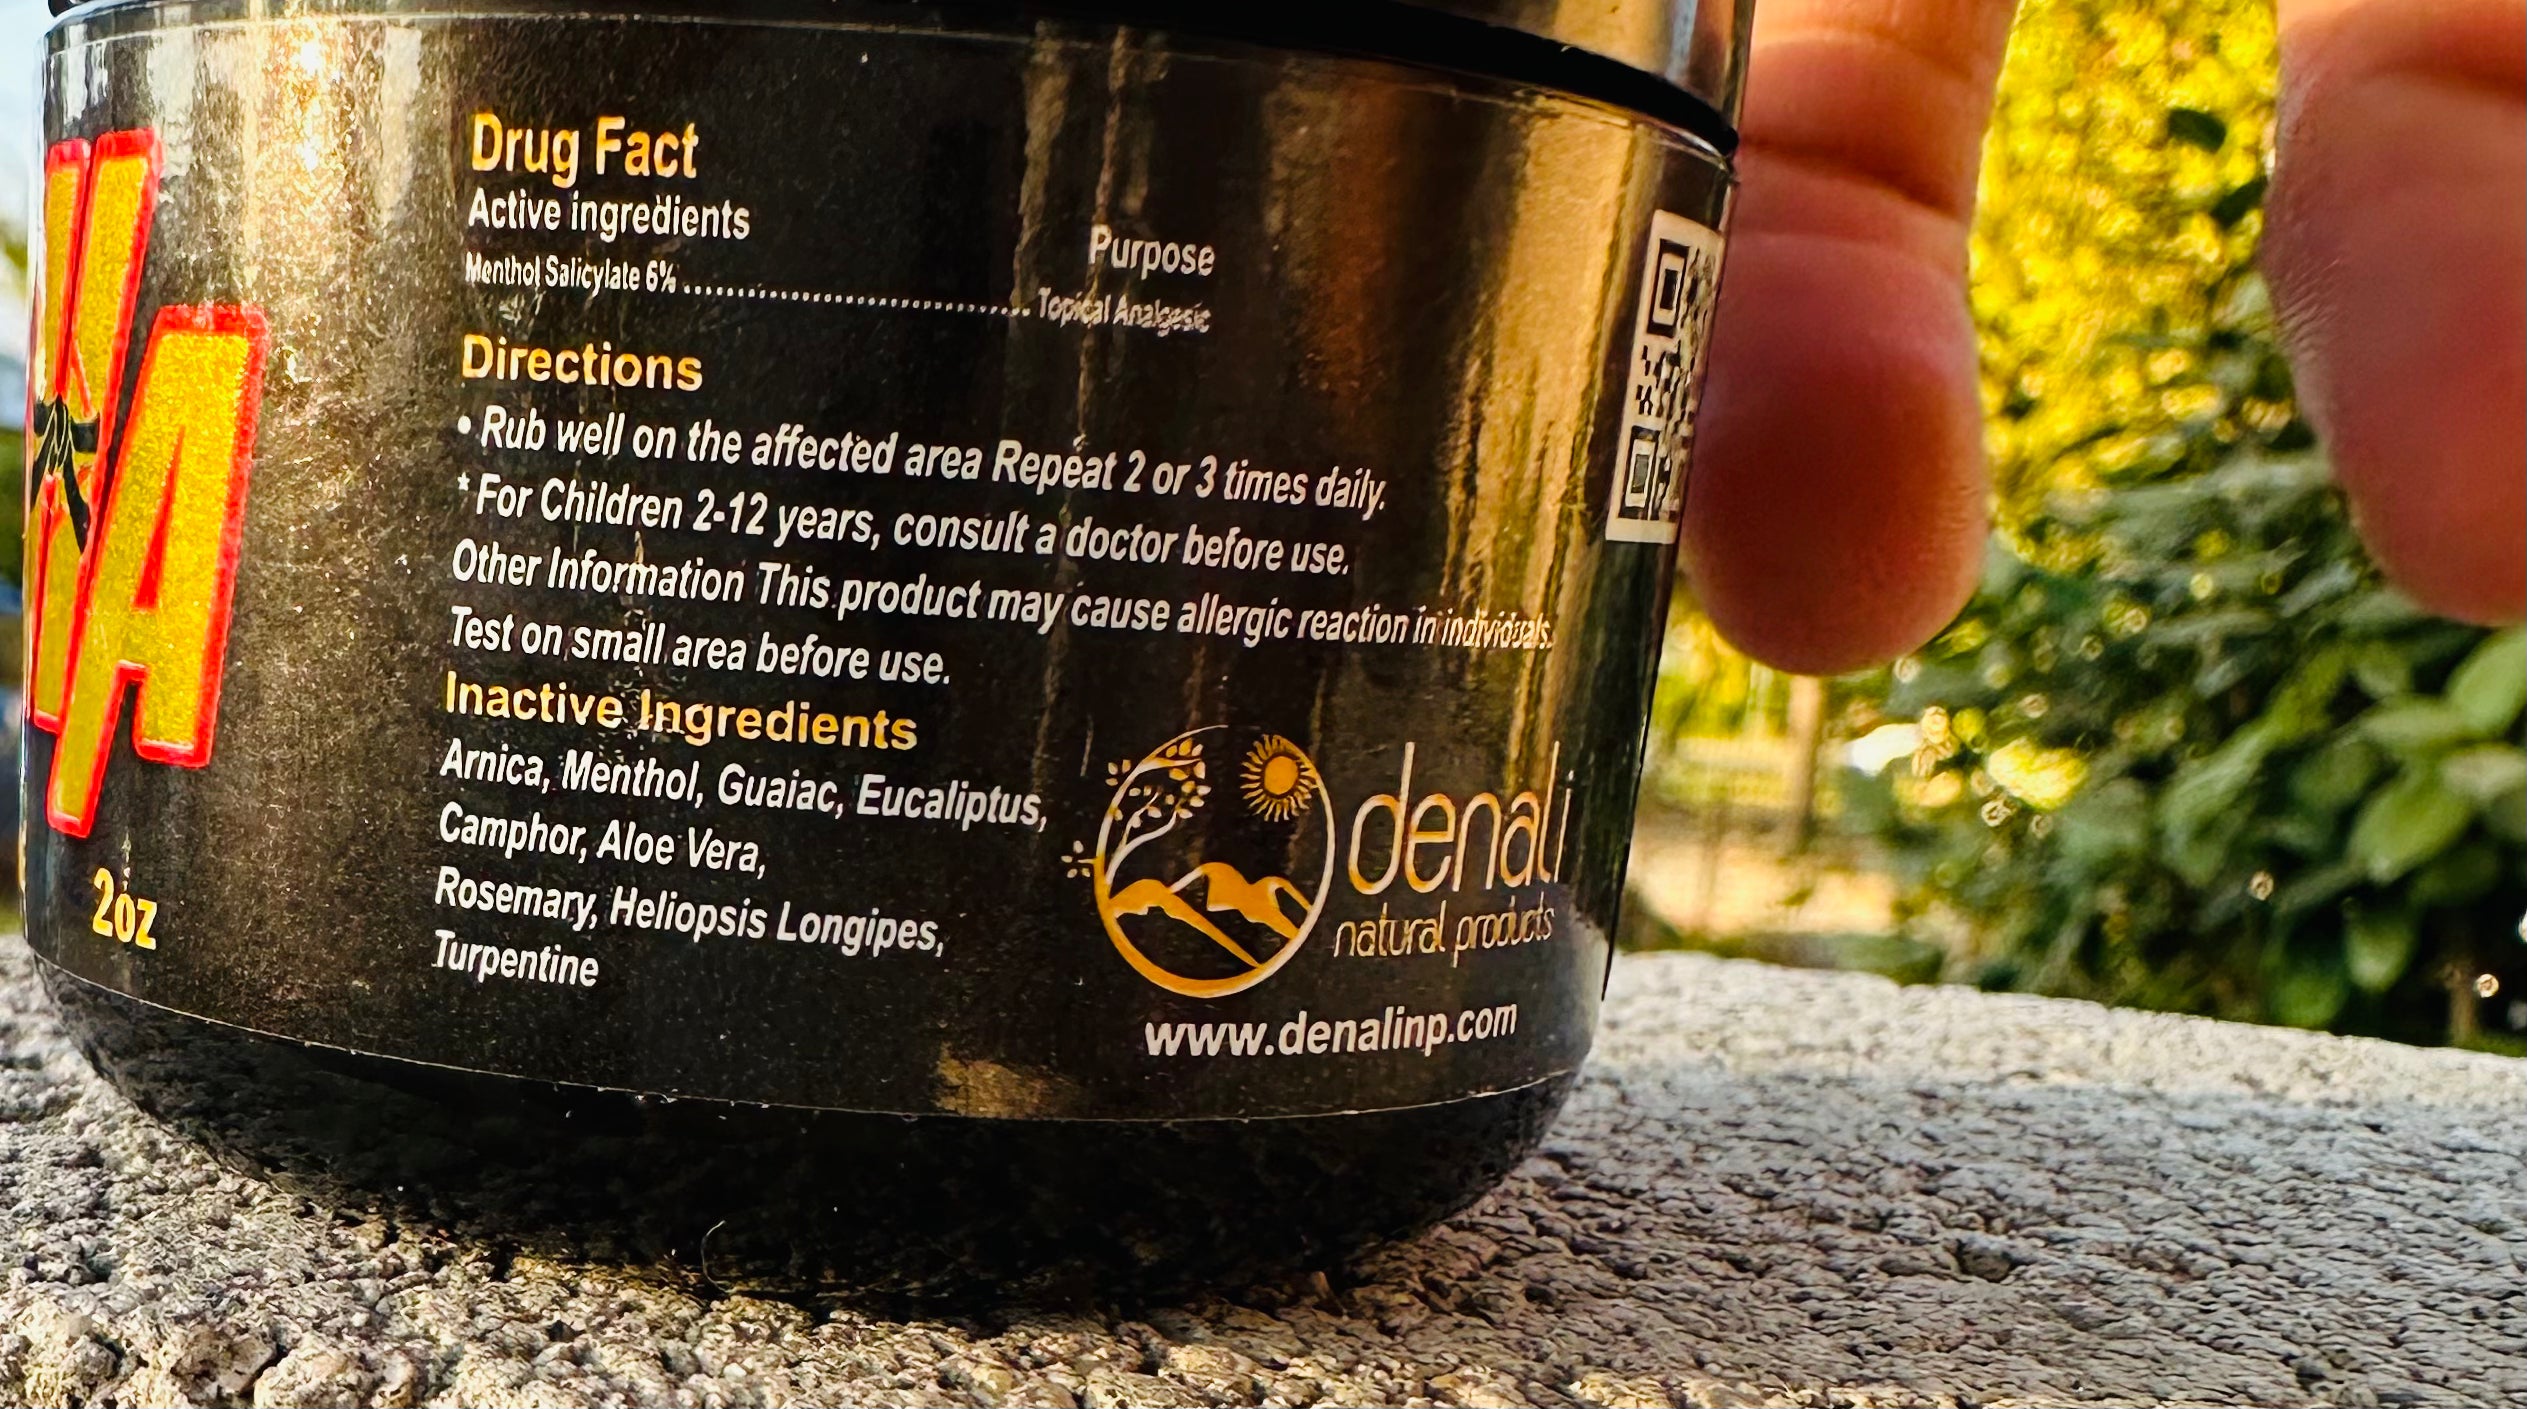 Drug Fact
Active ingredients
Purpose
Menthol Salicylate 6% ........................................ Topical Analgesic
Directions
• Rub well on the affected area Repeat 2 or 3 times daily.
* For Children 2-12 years, consult a doctor before use.
Other Information This product may cause allergic reaction in individuals.
Test on small area before use.
Inactive Ingredients
Arnica, Menthol, Guaiac, Eucaliptus,
Camphor, Aloe Vera,
Rosemary, Heliopsis Longipes,
Turpentine
2oz
denali
natural products
www.denalinp.com